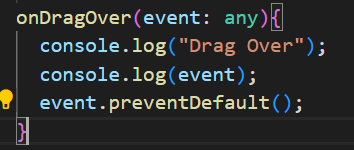 onDragOver(event: any){
console.log("Drag Over");
console.log(event);
event.preventDefault();
}